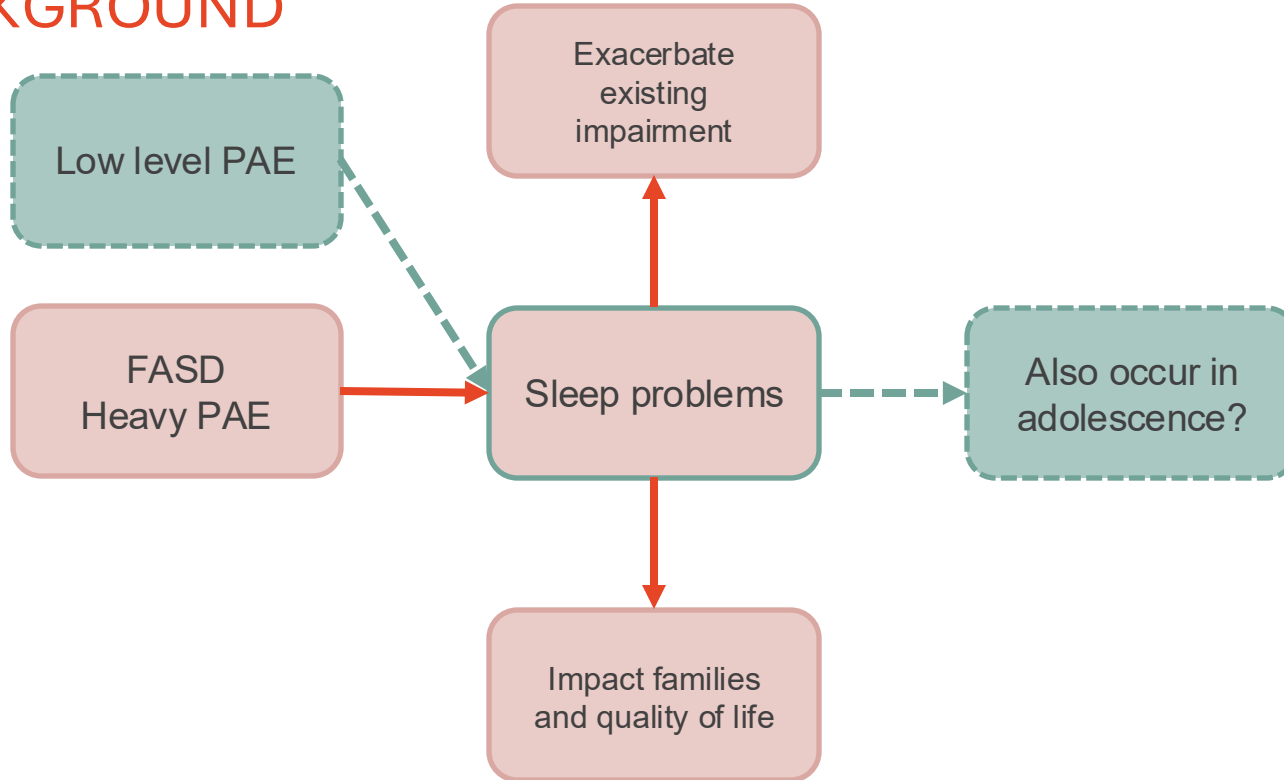 KGROUND
Exacerbate
existing
impairment
Low level PAE
FASD
Heavy PAE
Sleep problems
Also occur in
adolescence?
Impact families
and quality of life